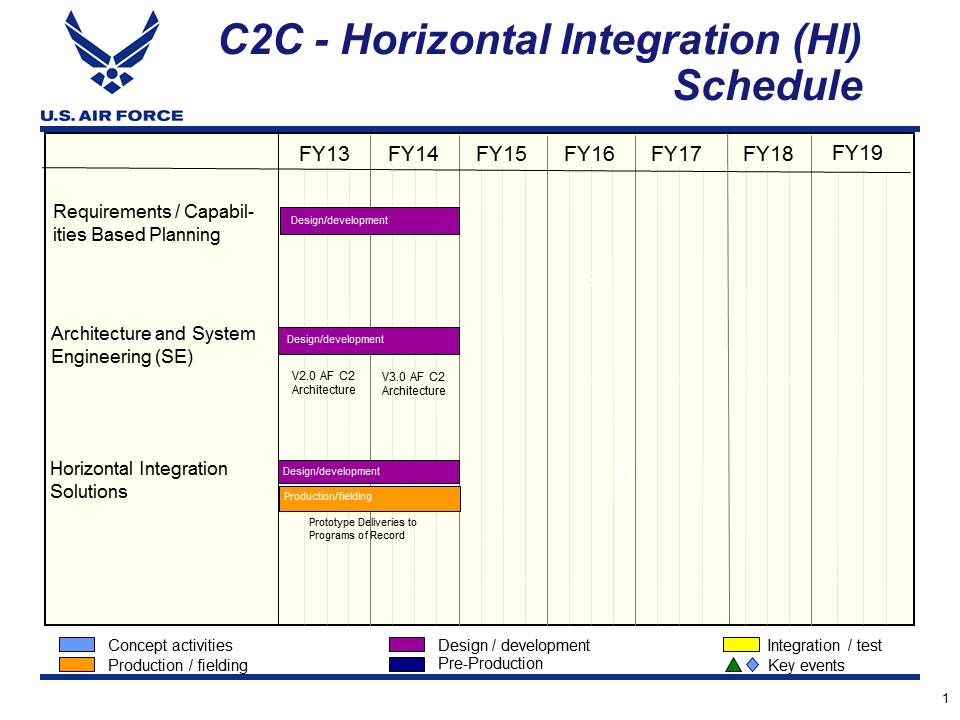 C2C - Horizontal Integration (HI)
Schedule
U.S. AIR FORCE
FY13 FY14 FY15 FY16 FY17 FY18 FY19
Requirements / Capabil-
ities Based Planning
Design/development
Architecture and System
Engineering (SE)
Design/development
V2.0 AF C2
Architecture
V3.0 AF C2
Architecture
Horizontal Integration
Solutions
Design/development
Production/fielding
Prototype Deliveries to
Programs of Record
Concept activities
Production / fielding
Design / development
Pre-Production
Integration / test
Key events
1